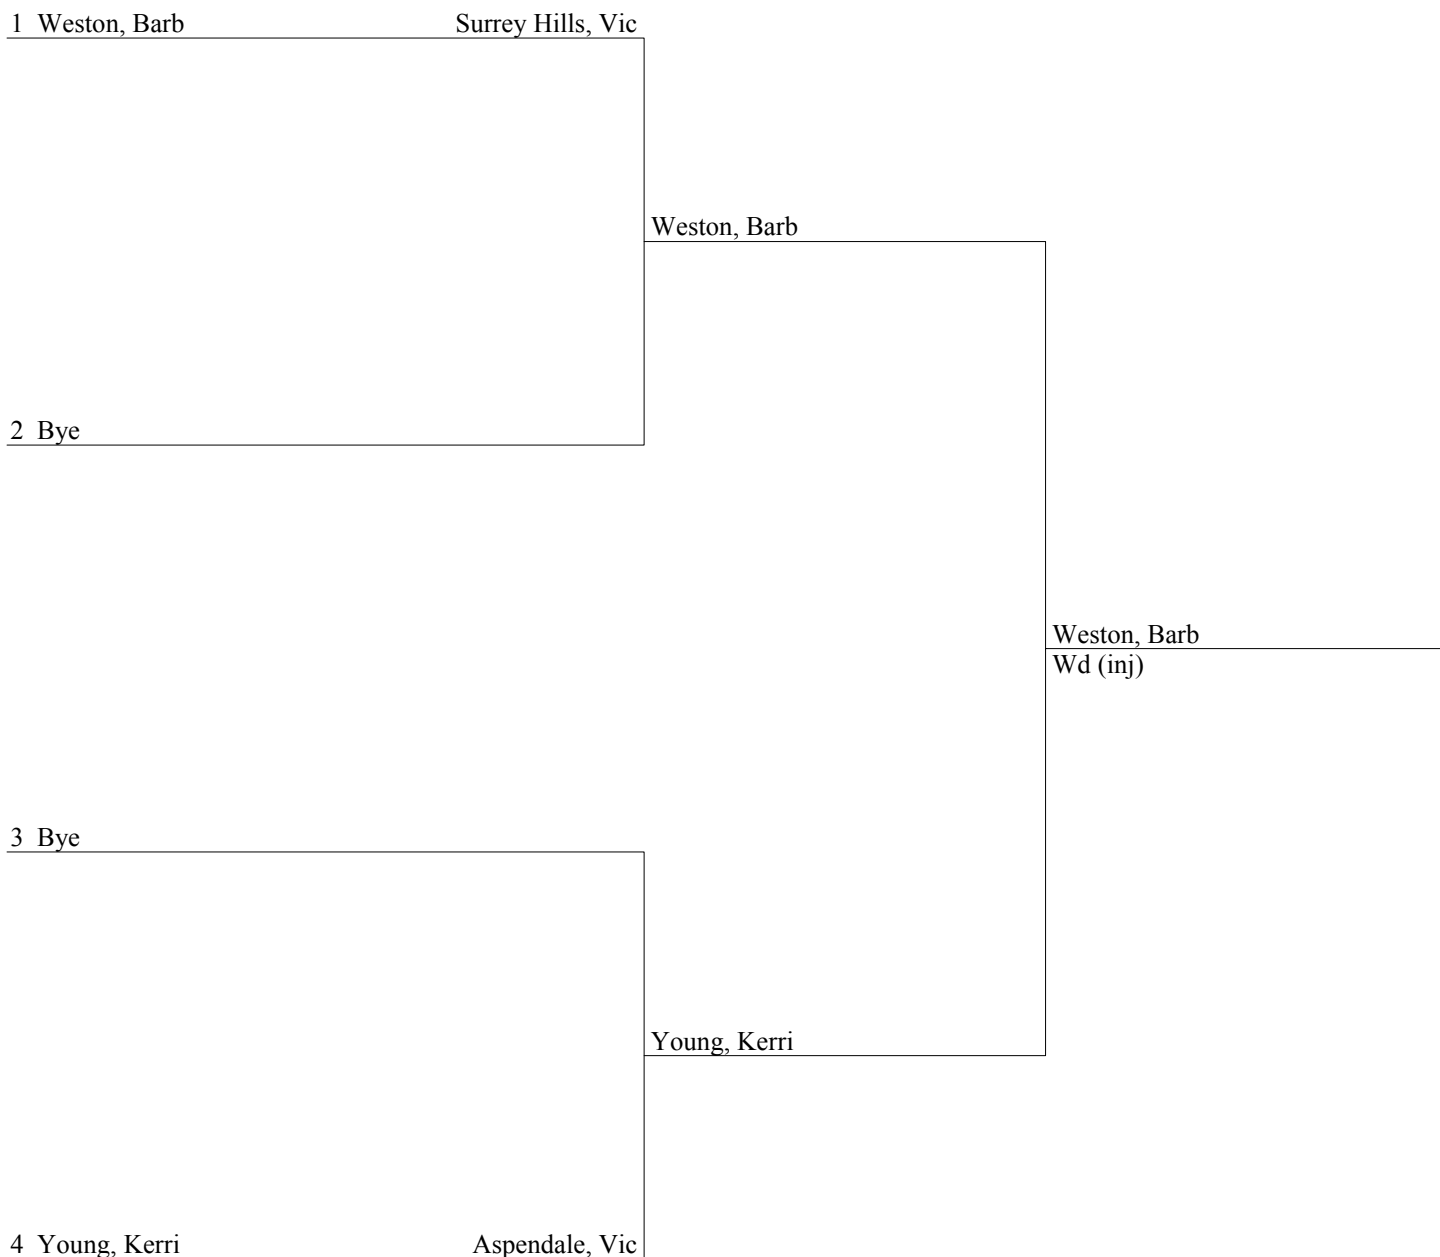 1 Weston, Barb Surrey Hills, Vic
Weston, Barb
2 Bye
Weston, Barb
Wd (inj)
3 Bye
Young, Kerri
4 Young, Kerri Aspendale, Vic